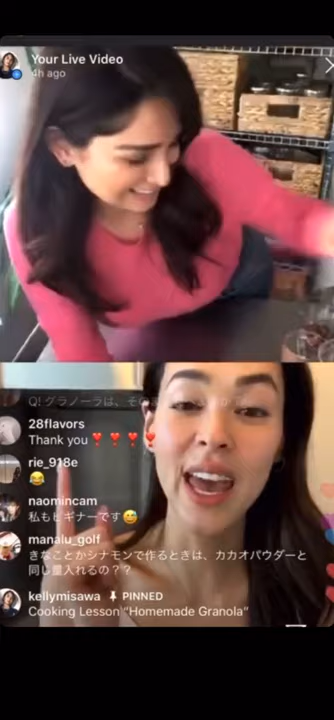 Your Live Video
4h ago
Q! グラノーラは、その
28flavors
Thank you ❣️❣️❣️❣️
rie_918e
😂
naomincam
私もビギナーです😅
manalu_golf
きなことかシナモンで作るときは、カカオパウダーと
同じ量入れるの??
kellymisawa 📌 PINNED
Cooking Lesson "Homemade Granola"